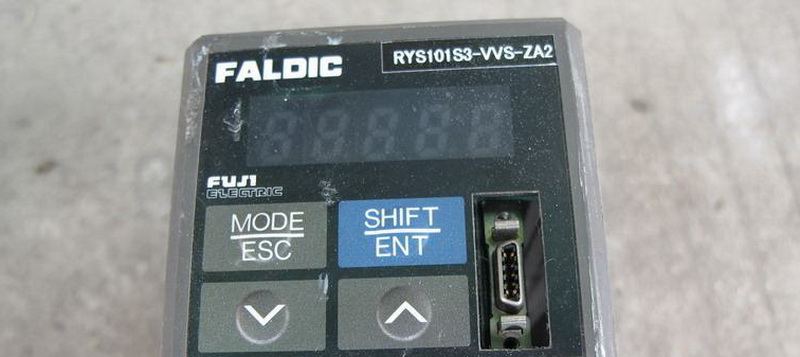 FALDIC
RYS101S3-VVS-ZA2
FUJI
ELECTRIC
MODE
ESC
SHIFT
ENT